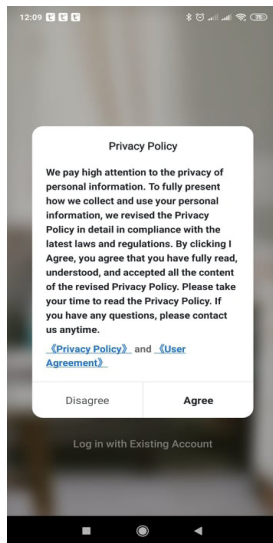 12:09 75
Privacy Policy
We pay high attention to the privacy of
personal information. To fully present
how we collect and use your personal
information, we revised the Privacy
Policy in detail in compliance with the
latest laws and regulations. By clicking I
Agree, you agree that you have fully read,
understood, and accepted all the content
of the revised Privacy Policy. Please take
your time to read the Privacy Policy. If
you have any questions, please contact
us anytime.
《Privacy Policy》 and 《User
Agreement》
Disagree Agree
Log in with Existing Account